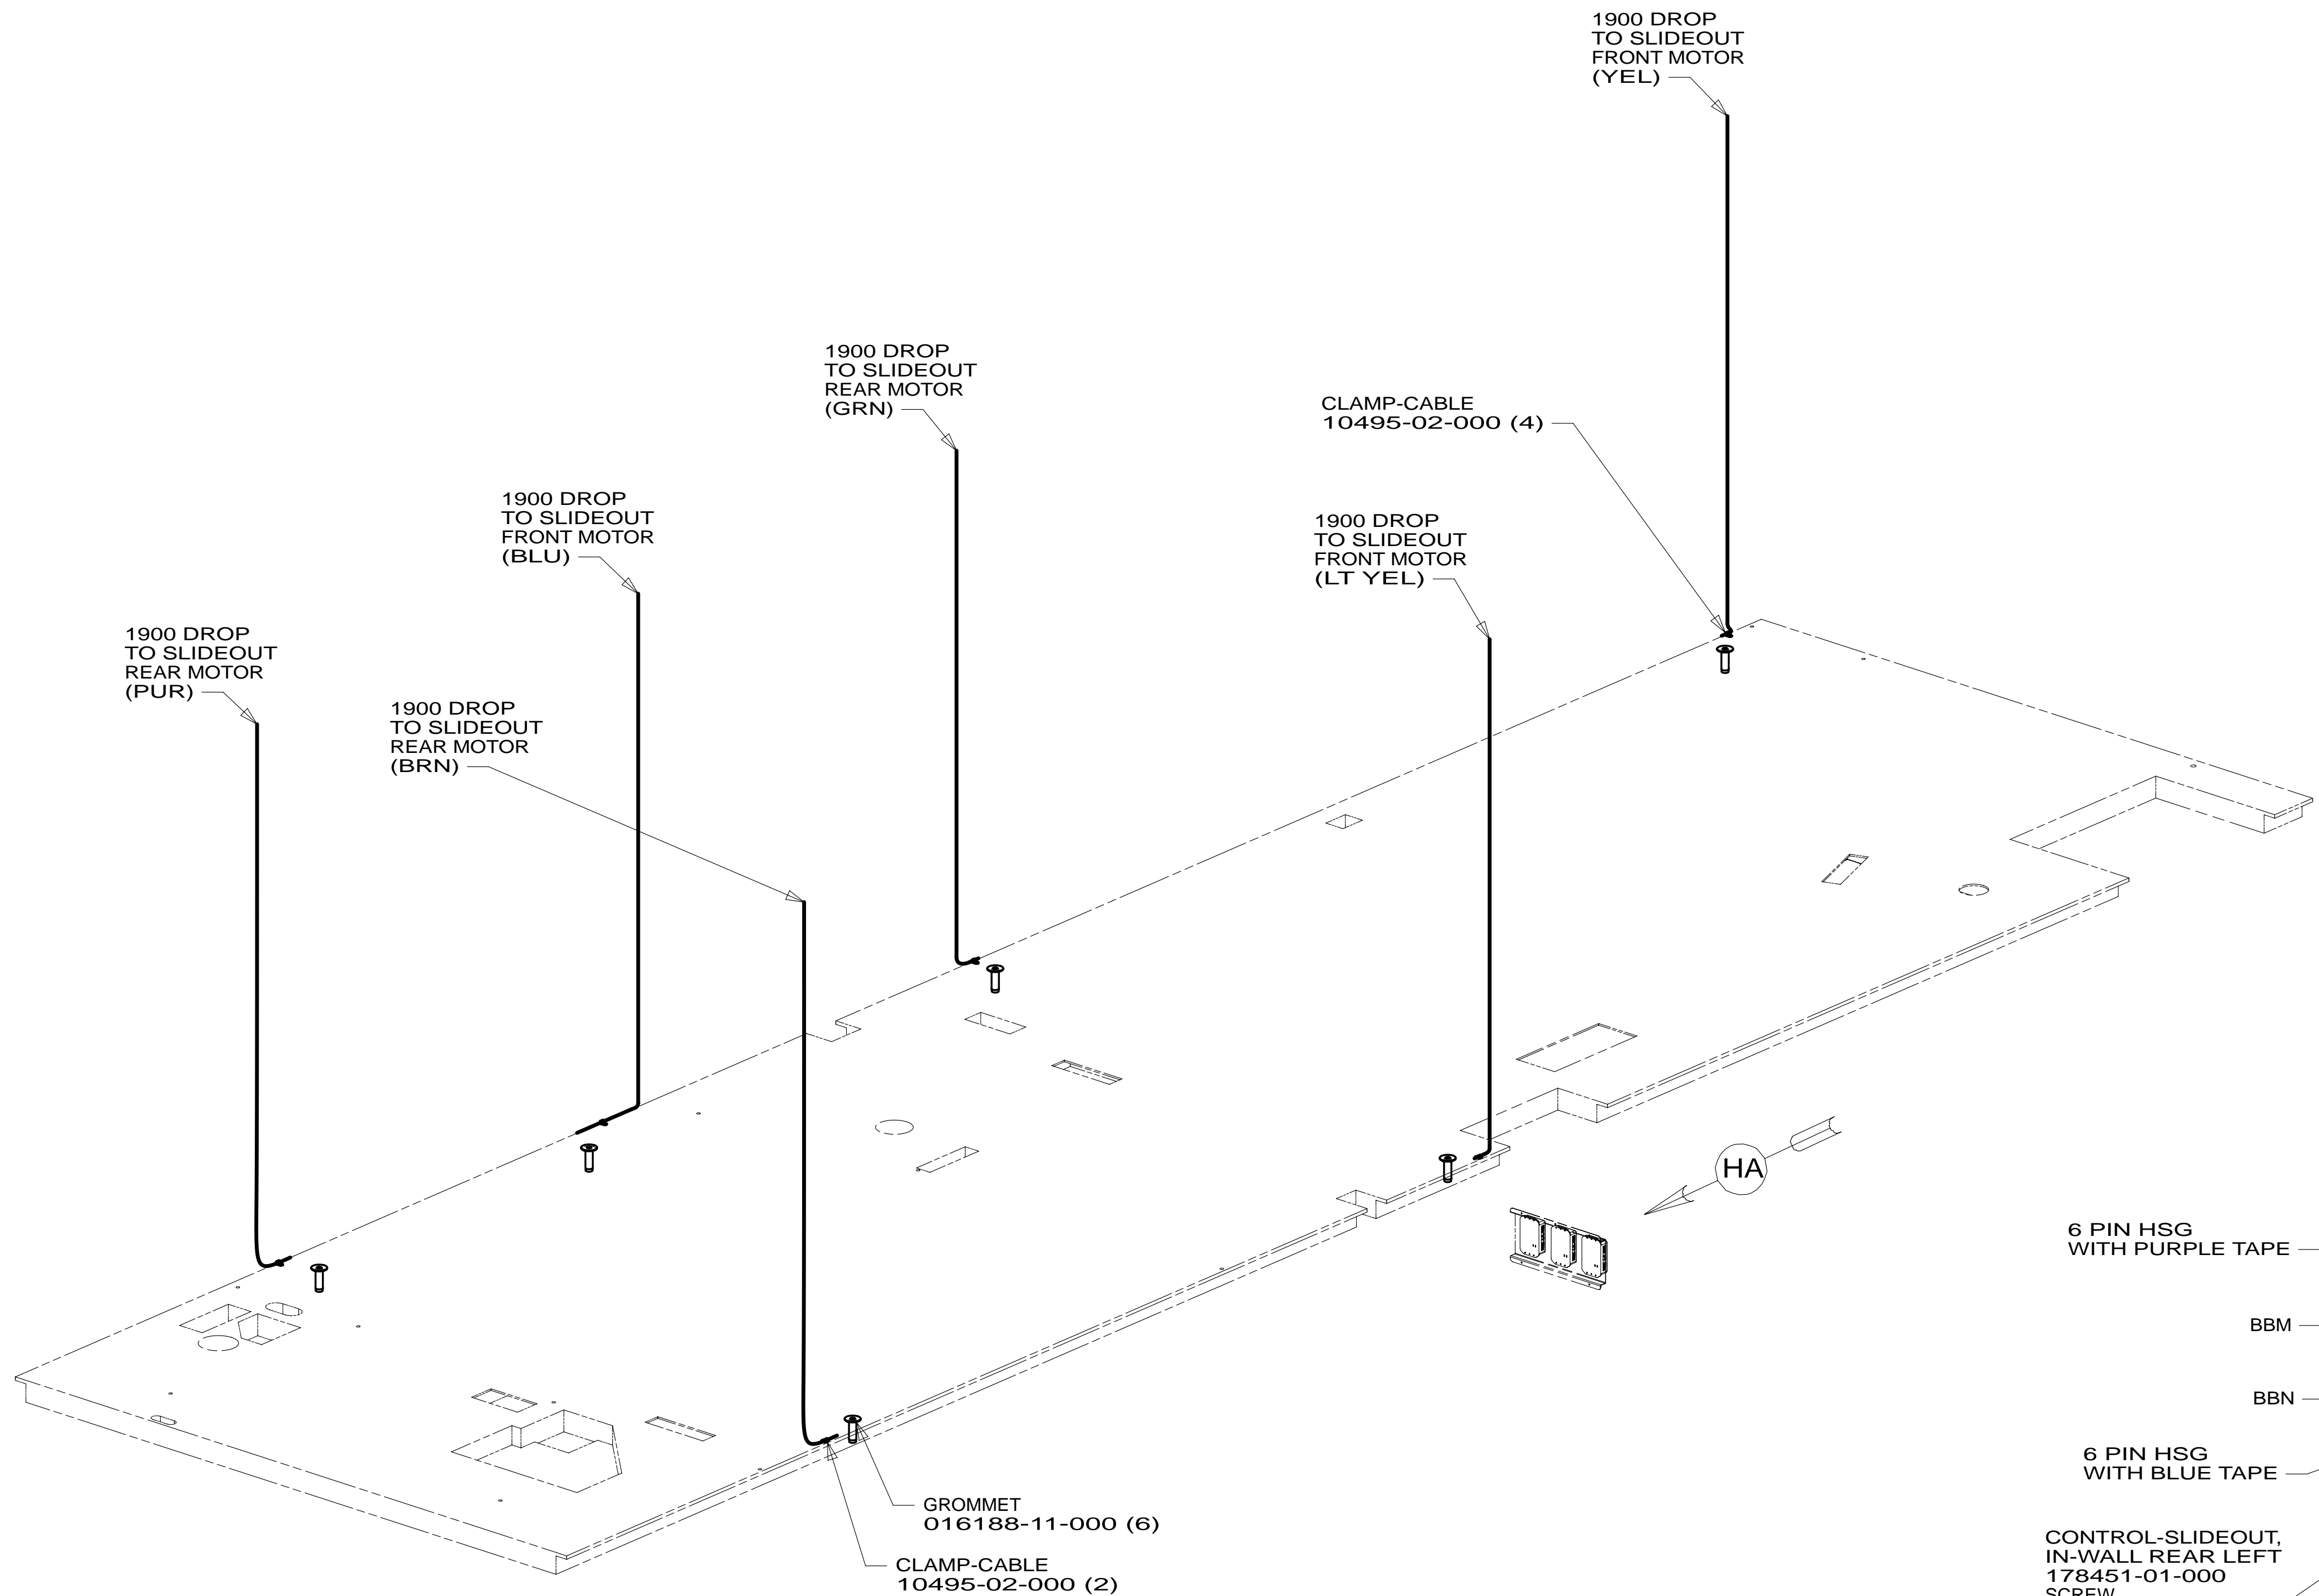 1900 DROP
TO SLIDEOUT
FRONT MOTOR
(YEL)
1900 DROP
TO SLIDEOUT
REAR MOTOR
(GRN)
CLAMP-CABLE
10495-02-000 (4)
1900 DROP
TO SLIDEOUT
FRONT MOTOR
(BLU)
1900 DROP
TO SLIDEOUT
FRONT MOTOR
(LT YEL)
1900 DROP
TO SLIDEOUT
REAR MOTOR
(PUR)
1900 DROP
TO SLIDEOUT
REAR MOTOR
(BRN)
HA
6 PIN HSG
WITH PURPLE TAPE
BBM
BBN
6 PIN HSG
WITH BLUE TAPE
GROMMET
016188-11-000 (6)
CLAMP-CABLE
10495-02-000 (2)
CONTROL-SLIDEOUT,
IN-WALL REAR LEFT
178451-01-000
SCREW